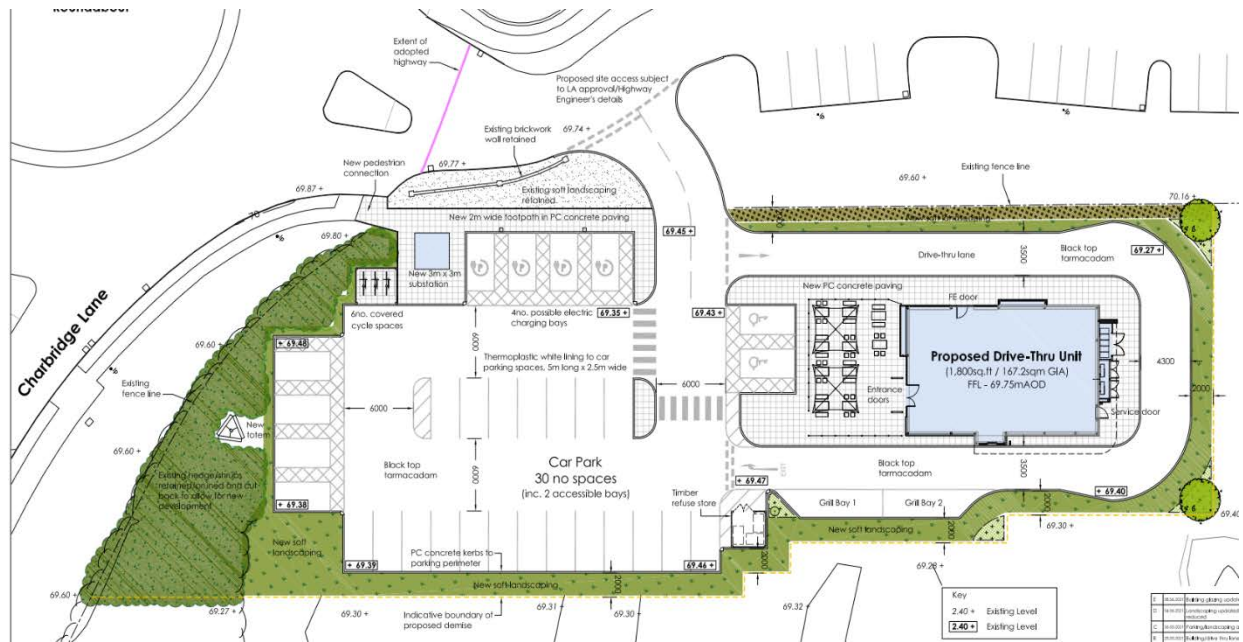 Extent of
adopted
highway
Proposed site access subject
to LA approval/Highway
Engineer's details
69.74 +
Existing brickwork
wall retained
69.77 +
New pedestrian
connection
69.87 +
Existing soft landscaping
retained
New 2m wide footpath in PC concrete paving
69.80 +
New 3m x 3m
substation
6no. covered
cycle spaces
4no. possible electric
charging bays
69.45 +
69.35 +
69.43 +
Existing fence line
69.60 +
70.16 +
69.27 +
3500
Drive-thru lane
Black top
tarmacadam
New PC concrete paving
FE door
Proposed Drive-Thru Unit
(1,800sq.ft / 167.2sqm GIA)
FFL - 69.75mAOD
Entrance
doors
Service door
4300
2000
Charbridge Lane
+ 69.48
69.60 +
Existing
fence line
Thermoplastic white lining to car
parking spaces, 5m long x 2.5m wide
6000
6000
6000
6000
New
totem
69.60 +
Existing hedge/shrubs
retained, pruned and cut
back to allow for new
development
Black top
tarmacadam
Car Park
30 no spaces
(inc. 2 accessible bays)
Black top
tarmacadam
3500
+ 69.47
+ 69.40
Timber
refuse store
Grill Bay 1
Grill Bay 2
2000
+ 69.38
New soft
landscaping
New soft landscaping
2000
69.30 +
69.40
+ 69.39
PC concrete kerbs to
parking perimeter
69.46 +
2000
New soft landscaping
2000
69.28 +
69.60 +
69.27 +
69.30 +
Indicative boundary of
proposed demise
69.31 +
69.30 +
69.32 +
Key
2.40 + Existing Level
2.40 + Existing Level